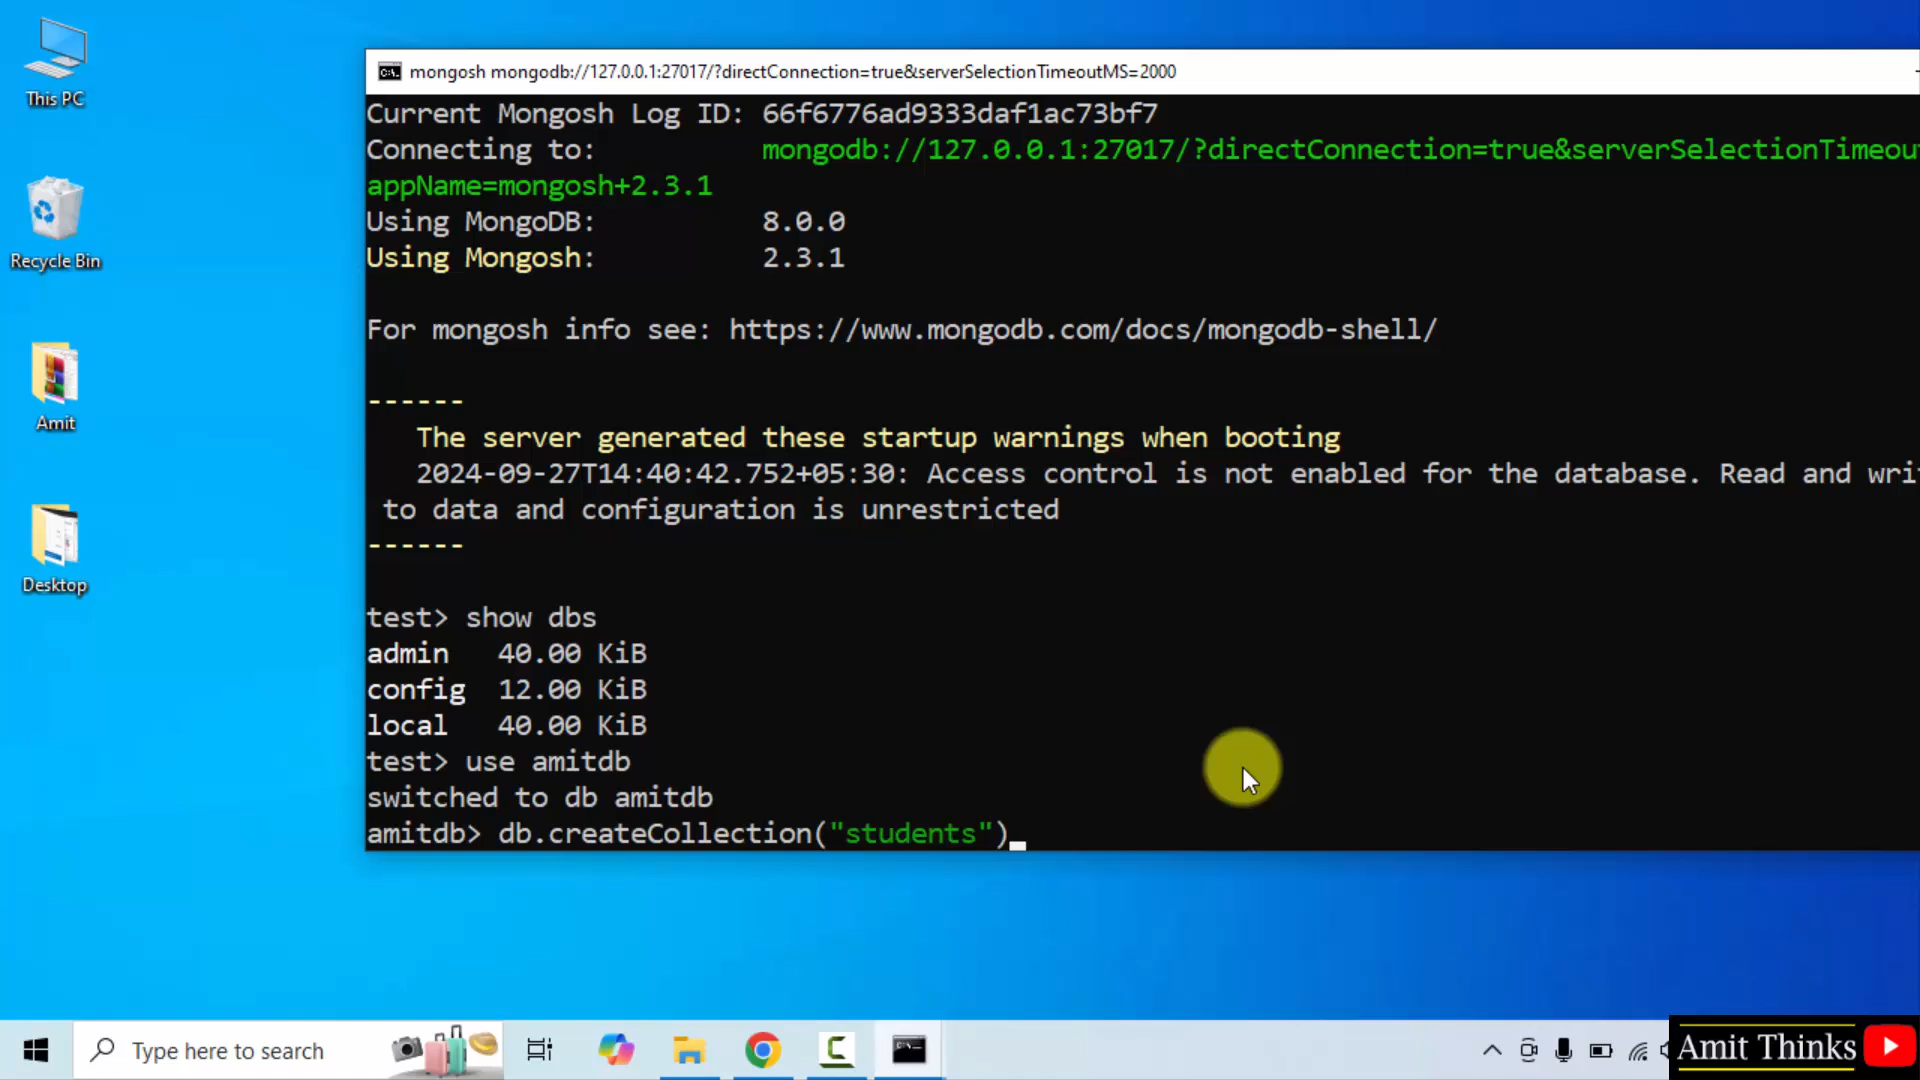 This PC
Recycle Bin
Amit
Desktop
mongosh mongodb://127.0.0.1:27017/?directConnection=true&serverSelectionTimeoutMS=2000
Current Mongosh Log ID: 66f6776ad9333daf1ac73bf7
Connecting to: mongodb://127.0.0.1:27017/?directConnection=true&serverSelectionTimeou
appName=mongosh+2.3.1
Using MongoDB: 8.0.0
Using Mongosh: 2.3.1
For mongosh info see: https://www.mongodb.com/docs/mongodb-shell/
------
The server generated these startup warnings when booting
2024-09-27T14:40:42.752+05:30: Access control is not enabled for the database. Read and wri
to data and configuration is unrestricted
------
test> show dbs
admin 40.00 KiB
config 12.00 KiB
local 40.00 KiB
test> use amitdb
switched to db amitdb
amitdb> db.createCollection("students")
Type here to search
Amit Thinks